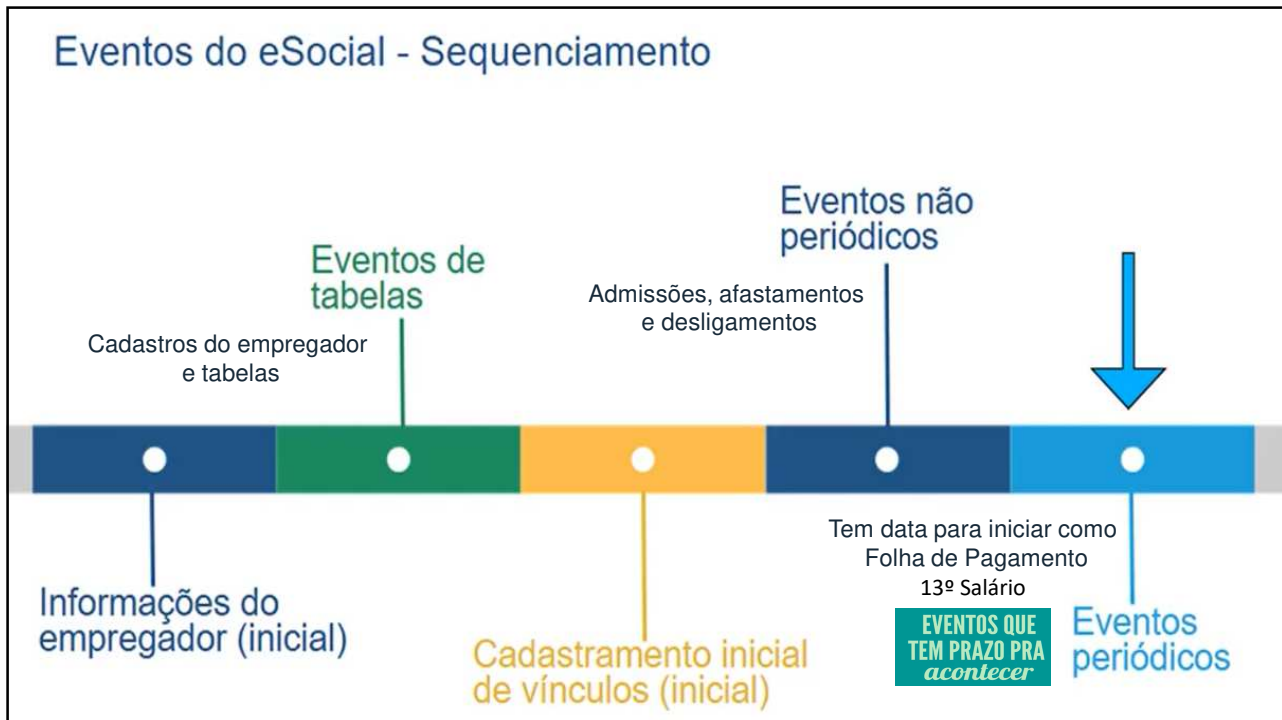 Eventos do eSocial - Sequenciamento
Eventos não
periódicos
Eventos de
tabelas
Admissões, afastamentos
e desligamentos
Cadastros do empregador
e tabelas
Tem data para iniciar como
Folha de Pagamento
13º Salário
Informações do
empregador (inicial)
EVENTOS QUE
TEM PRAZO PRA
acontecer
Eventos
periódicos
Cadastramento inicial
de vínculos (inicial)